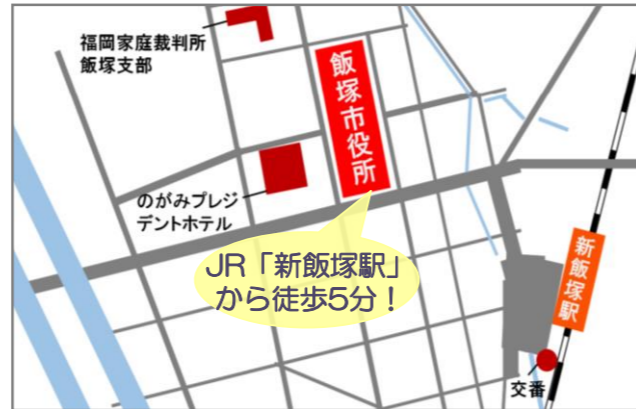 福岡家庭裁判所
飯塚支部
飯塚市役所
のがみプレジ
デントホテル
JR「新飯塚駅」
から徒歩5分！
新飯塚駅
交番